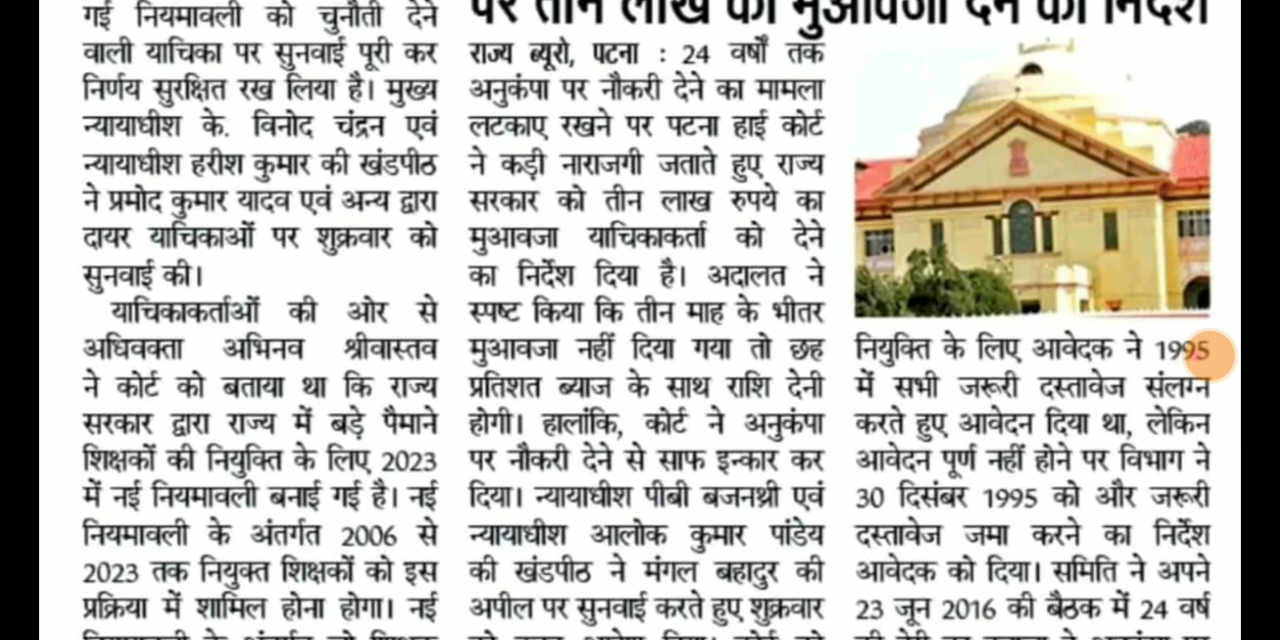 गई नियमावली को चुनौती देने
वाली याचिका पर सुनवाई पूरी कर
निर्णय सुरक्षित रख लिया है। मुख्य
न्यायाधीश के. विनोद चंद्रन एवं
न्यायाधीश हरीश कुमार की खंडपीठ
ने प्रमोद कुमार यादव एवं अन्य द्वारा
दायर याचिकाओं पर शुक्रवार को
सुनवाई की।
याचिकाकर्ताओं की ओर से
अधिवक्ता अभिनव श्रीवास्तव
ने कोर्ट को बताया था कि राज्य
सरकार द्वारा राज्य में बड़े पैमाने
शिक्षकों की नियुक्ति के लिए 2023
में नई नियमावली बनाई गई है। नई
नियमावली के अंतर्गत 2006 से
2023 तक नियुक्त शिक्षकों को इस
प्रक्रिया में शामिल होना होगा। नई
पर तीन लाख का मुआवजा देने का निर्देश
राज्य ब्यूरो, पटना : 24 वर्षों तक
अनुकंपा पर नौकरी देने का मामला
लटकाए रखने पर पटना हाई कोर्ट
ने कड़ी नाराजगी जताते हुए राज्य
सरकार को तीन लाख रुपये का
मुआवजा याचिकाकर्ता को देने
का निर्देश दिया है। अदालत ने
स्पष्ट किया कि तीन माह के भीतर
मुआवजा नहीं दिया गया तो छह
प्रतिशत ब्याज के साथ राशि देनी
होगी। हालांकि, कोर्ट ने अनुकंपा
पर नौकरी देने से साफ इन्कार कर
दिया। न्यायाधीश पीबी बजनथ्री एवं
न्यायाधीश आलोक कुमार पांडेय
की खंडपीठ ने मंगल बहादुर की
अपील पर सुनवाई करते हुए शुक्रवार
नियुक्ति के लिए आवेदक ने 1995
में सभी जरूरी दस्तावेज संलग्न
करते हुए आवेदन दिया था, लेकिन
आवेदन पूर्ण नहीं होने पर विभाग ने
30 दिसंबर 1995 को और जरूरी
दस्तावेज जमा करने का निर्देश
आवेदक को दिया। समिति ने अपने
23 जून 2016 की बैठक में 24 वर्ष